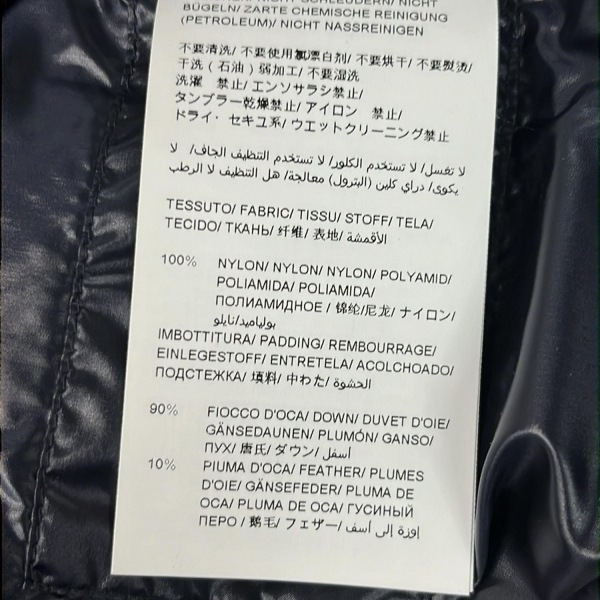 BÜGELN/ ZARTE CHEMISCHE REINIGUNG
(PETROLEUM)/ NICHT NASSREINIGEN
不要清洗/ 不要使用氯漂白剂/ 不要烘干/ 不要熨烫/
干洗 ( 石油 ) 弱加工/ 不要湿洗
洗濯 禁止/ エンソサラシ禁止/
タンブラー乾燥禁止/ アイロン 禁止/
ドライ・ セキユ系/ ウエットクリーニング禁止
لا تغسل/ لا تستخدم الكلور/ لا تستخدم التنظيف الجاف/ لا
يكوى/ دراي كلين (البترول) معالجة/ هل التنظيف لا الرطب
TESSUTO/ FABRIC/ TISSU/ STOFF/ TELA/
TECIDO/ ТКАНЬ/ 纤维/ 表地/ الأقمشة
100% NYLON/ NYLON/ NYLON/ POLYAMID/
POLIAMIDA/ POLIAMIDA/
ПОЛИАМИДНОЕ / 锦纶/尼龙/ ナイロン/
بولياميد/نايلو
IMBOTTITURA/ PADDING/ REMBOURRAGE/
EINLEGESTOFF/ ENTRETELA/ ACOLCHOADO/
ПОДСТЕЖКА/ 填料/ 中わた/ الحشوة
90% FIOCCO D'OCA/ DOWN/ DUVET D'OIE/
GÄNSEDAUNEN/ PLUMÓN/ GANSO/
ПУХ/ 唐氏/ ダウン/ أسفل
10% PIUMA D'OCA/ FEATHER/ PLUMES
D'OIE/ GÄNSEFEDER/ PLUMA DE
OCA/ PLUMA DE OCA/ ГУСИНЫЙ
ПЕРО / 鹅毛/ フェザー/ إوزة إلى أسف